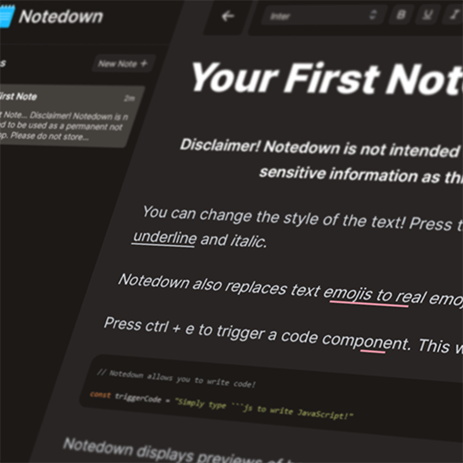 Notedown
Inter
B U I
New Note +
Your First Not
irst Note
2m
t Note... Disclaimer! Notedown is n
ed to be used as a permanent not
pp. Please do not store...
Disclaimer! Notedown is not intended
sensitive information as thi
You can change the style of the text! Press t
underline and italic.
Notedown also replaces text emojis to real emoj
Press ctrl + e to trigger a code component. This w
// Notedown allows you to write code!
const triggerCode = "Simply type ```js to write JavaScript!"
Notedown displays previews of